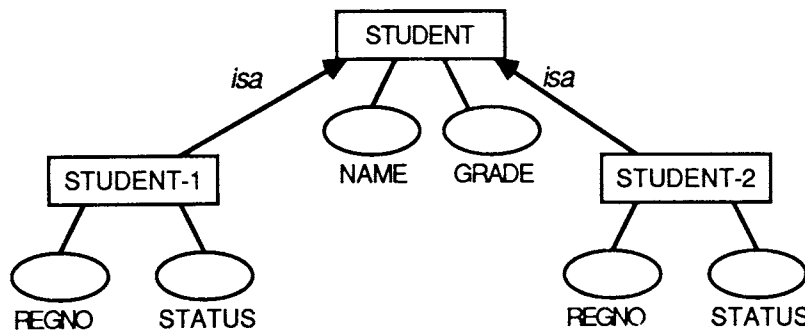 STUDENT
isa
isa
NAME GRADE
STUDENT-1
STUDENT-2
REGNO STATUS
REGNO STATUS